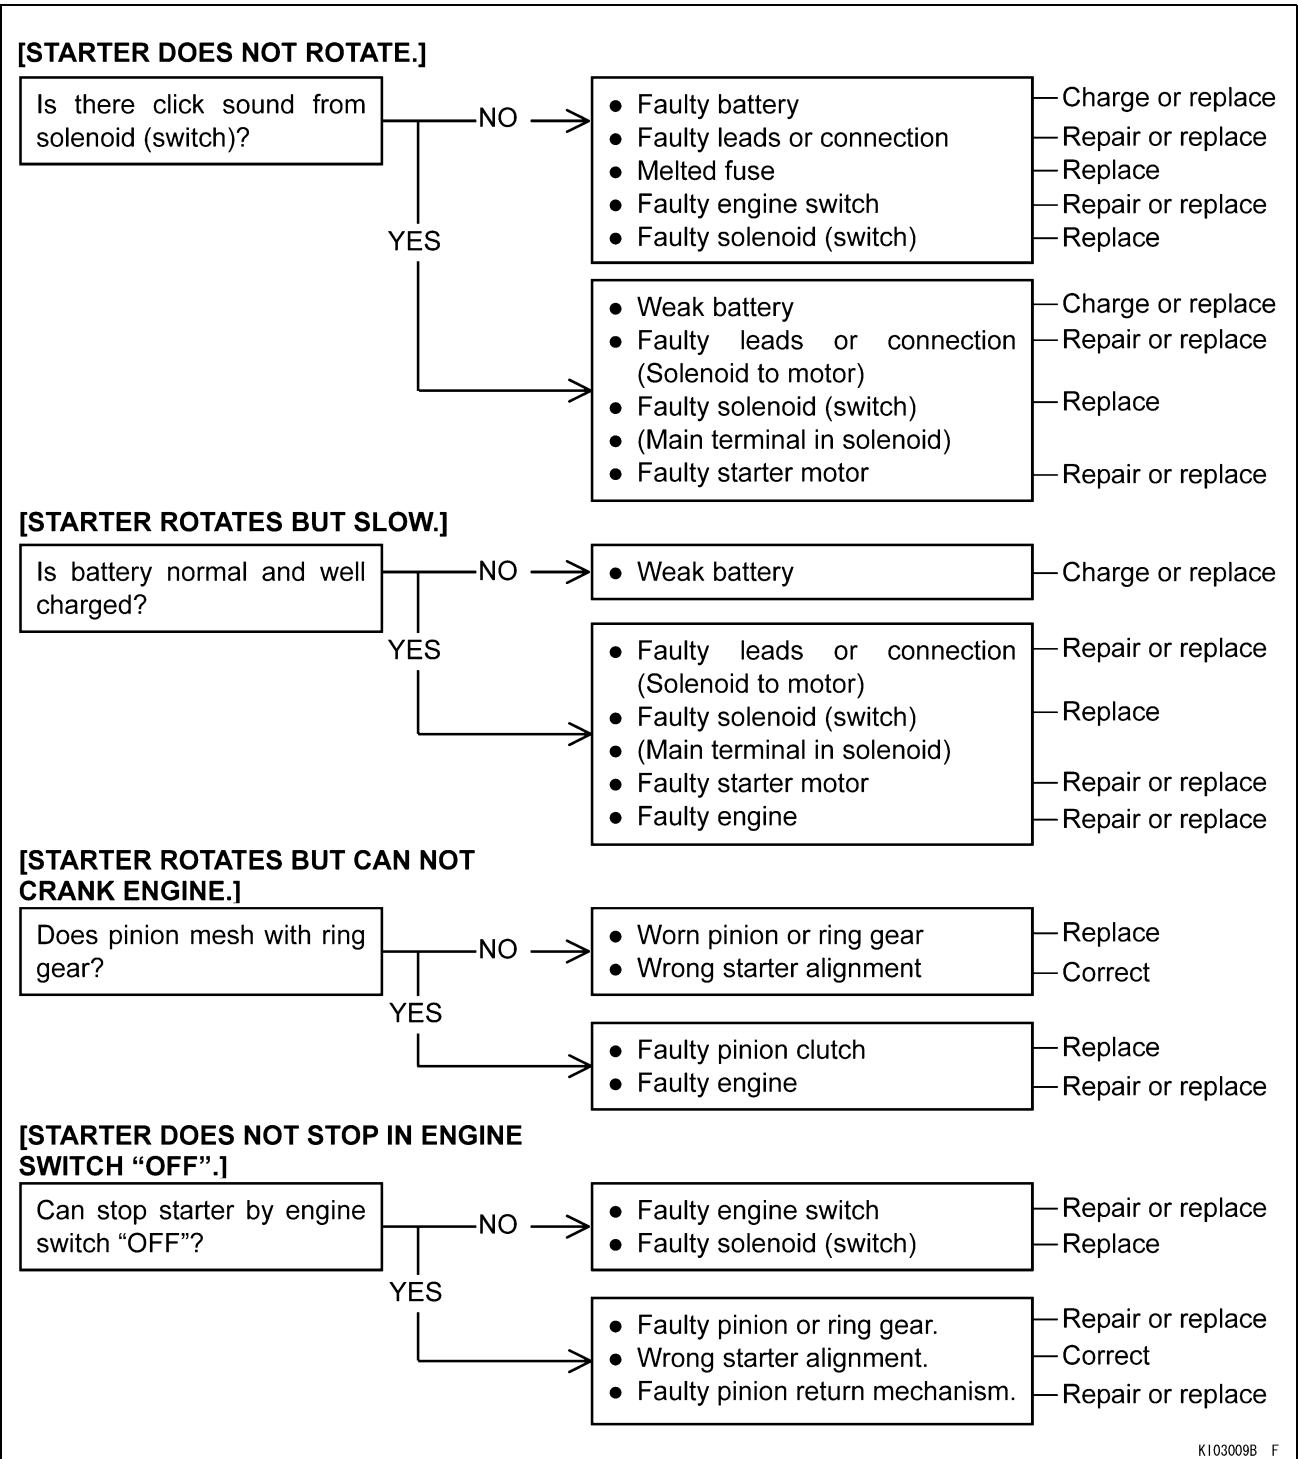 [STARTER DOES NOT ROTATE.]
Is there click sound from
solenoid (switch)?
NO
● Faulty battery
Charge or replace
● Faulty leads or connection
Repair or replace
● Melted fuse
Replace
● Faulty engine switch
Repair or replace
● Faulty solenoid (switch)
Replace
YES
● Weak battery
Charge or replace
● Faulty leads or connection
Repair or replace
(Solenoid to motor)
● Faulty solenoid (switch)
Replace
● (Main terminal in solenoid)
● Faulty starter motor
Repair or replace
[STARTER ROTATES BUT SLOW.]
Is battery normal and well
charged?
NO
● Weak battery
Charge or replace
YES
● Faulty leads or connection
Repair or replace
(Solenoid to motor)
● Faulty solenoid (switch)
Replace
● (Main terminal in solenoid)
● Faulty starter motor
Repair or replace
● Faulty engine
Repair or replace
[STARTER ROTATES BUT CAN NOT
CRANK ENGINE.]
Does pinion mesh with ring
gear?
NO
● Worn pinion or ring gear
Replace
● Wrong starter alignment
Correct
YES
● Faulty pinion clutch
Replace
● Faulty engine
Repair or replace
[STARTER DOES NOT STOP IN ENGINE
SWITCH “OFF”.]
Can stop starter by engine
switch “OFF”?
NO
● Faulty engine switch
Repair or replace
● Faulty solenoid (switch)
Replace
YES
● Faulty pinion or ring gear.
Repair or replace
● Wrong starter alignment.
Correct
● Faulty pinion return mechanism.
Repair or replace
KI03009B F